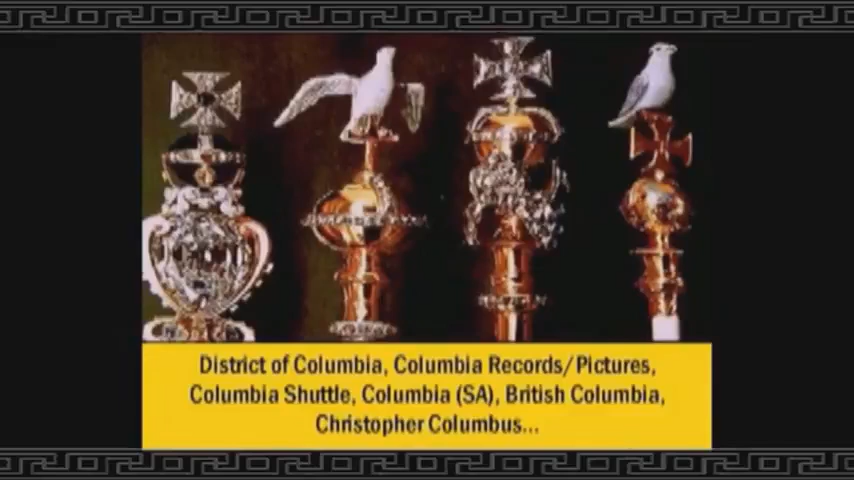 District of Columbia, Columbia Records/Pictures,
Columbia Shuttle, Columbia (SA), British Columbia,
Christopher Columbus...